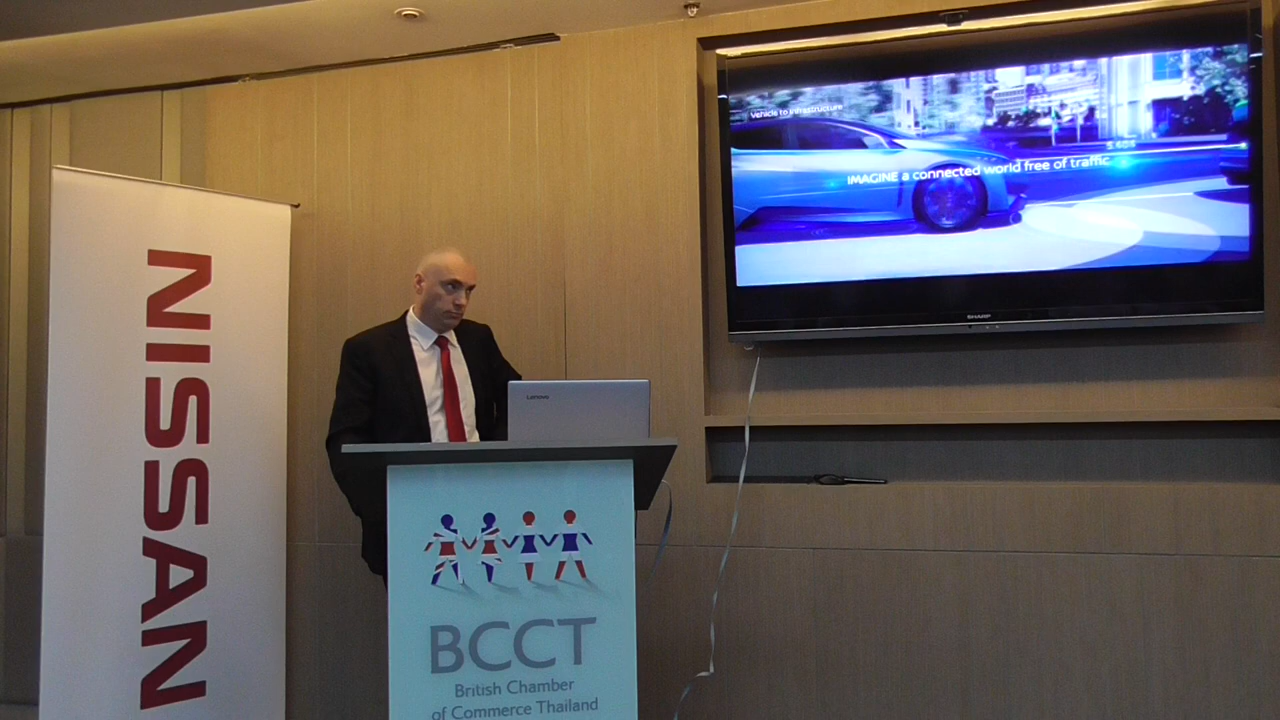 NISSAN
Vehicle to Infrastructure
IMAGINE a connected world free of traffic
SHARP
Lenovo
BCCT
British Chamber
of Commerce Thailand